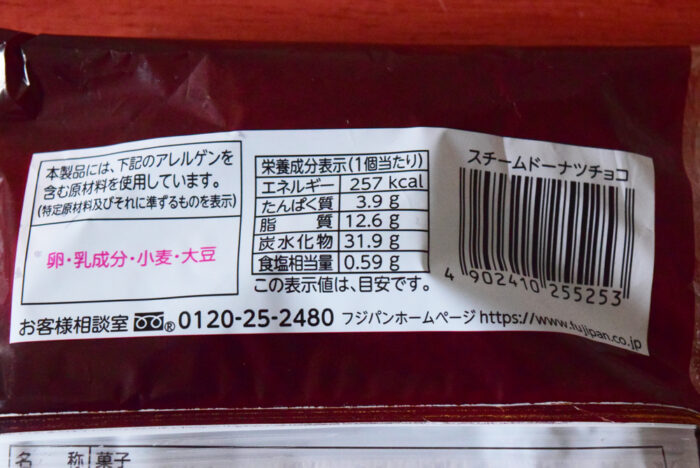 本製品には、下記のアレルゲンを
含む原材料を使用しています。
(特定原材料及びそれに準ずるものを表示)
卵・乳成分・小麦・大豆
栄養成分表示(1個当たり)
エネルギー 257 kcal
たんぱく質 3.9 g
脂 質 12.6 g
炭水化物 31.9 g
食塩相当量 0.59 g
この表示値は、目安です。
スチームドーナツチョコ
4 902410 255253
お客様相談室 ® 0120-25-2480 フジパンホームページ https://www.fujipan.co.jp
名 称 菓子